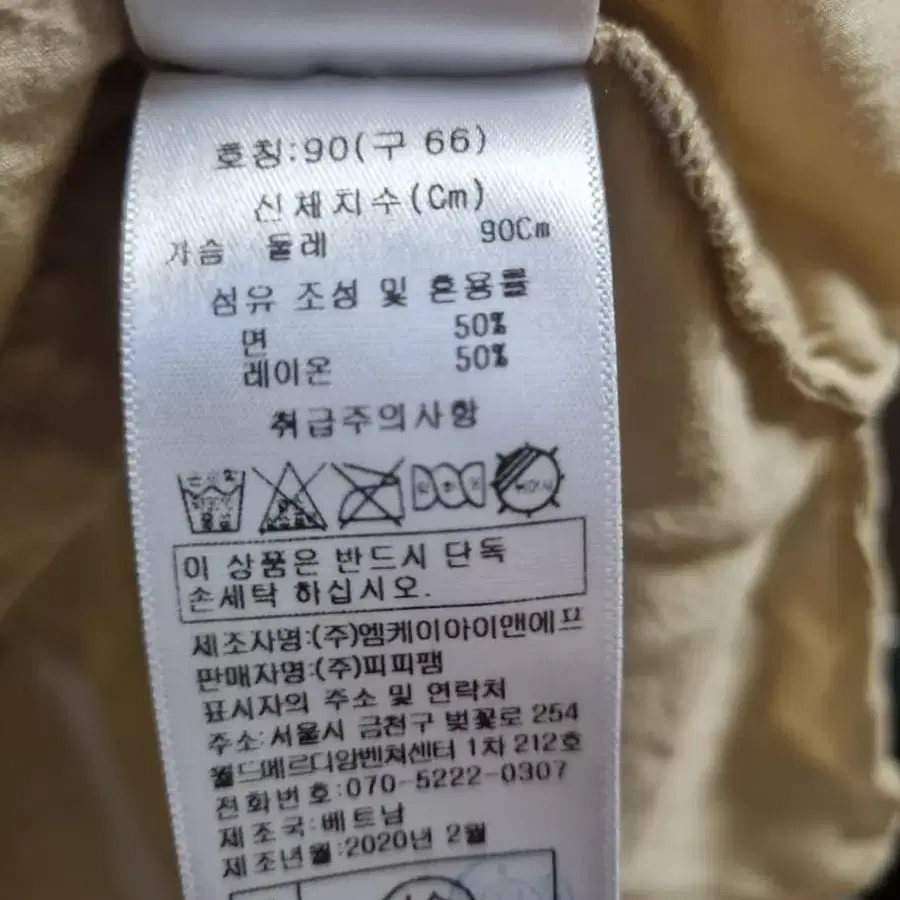 호칭:90(구 66)
신체치수(Cm)
가슴 둘레 90Cm
섬유 조성 및 혼용률
면 50%
레이온 50%
취급주의사항
이 상품은 반드시 단독
손세탁 하십시오.
제조자명:(주)엠케이아이앤에프
판매자명:(주)피피팸
표시자의 주소 및 연락처
주소:서울시 금천구 벚꽃로 254
월드메르디앙벤쳐센터 1차 212호
전화번호:070-5222-0307
제조국:베트남
제조년월:2020년 2월